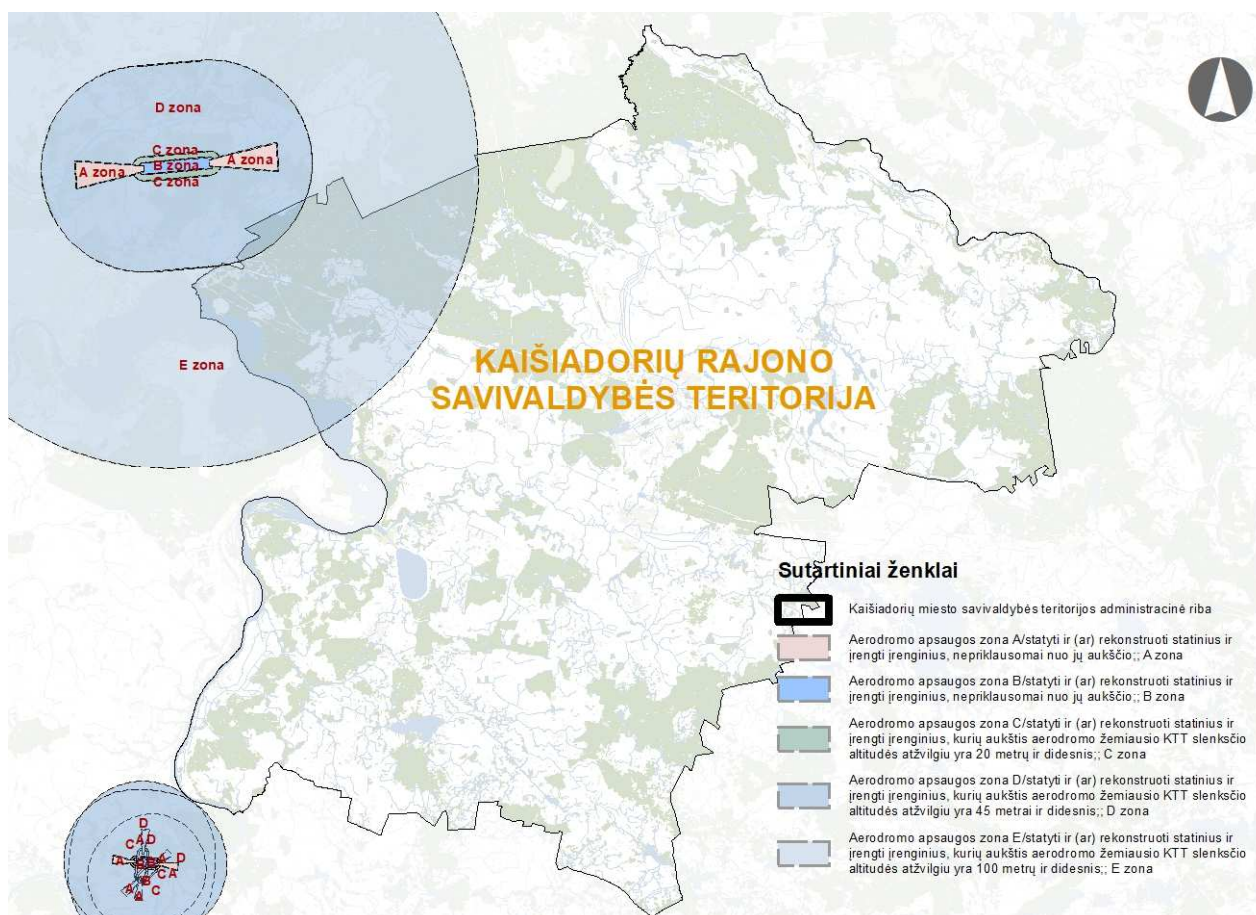 D zona
C zona
A zona
B zona
A zona
C zona
E zona
KAIŠIADORIŲ RAJONO
SAVIVALDYBĖS TERITORIJA
Sutartiniai ženklai
Kaišiadorių miesto savivaldybės teritorijos administracinė riba
Aerodromo apsaugos zona A/statyti ir (ar) rekonstruoti statinius ir
įrengti įrenginius, nepriklausomai nuo jų aukščio;; A zona
Aerodromo apsaugos zona B/statyti ir (ar) rekonstruoti statinius ir
įrengti įrenginius, nepriklausomai nuo jų aukščio;; B zona
Aerodromo apsaugos zona C/statyti ir (ar) rekonstruoti statinius ir
įrengti įrenginius, kurių aukštis aerodromo žemiausio KTT slenksčio
altitudės atžvilgiu yra 20 metrų ir didesnis;; C zona
Aerodromo apsaugos zona D/statyti ir (ar) rekonstruoti statinius ir
įrengti įrenginius, kurių aukštis aerodromo žemiausio KTT slenksčio
altitudės atžvilgiu yra 45 metrai ir didesnis;; D zona
Aerodromo apsaugos zona E/statyti ir (ar) rekonstruoti statinius ir
įrengti įrenginius, kurių aukštis aerodromo žemiausio KTT slenksčio
altitudės atžvilgiu yra 100 metrų ir didesnis;; E zona
D
C A D
A
A D
C A
B
A A C